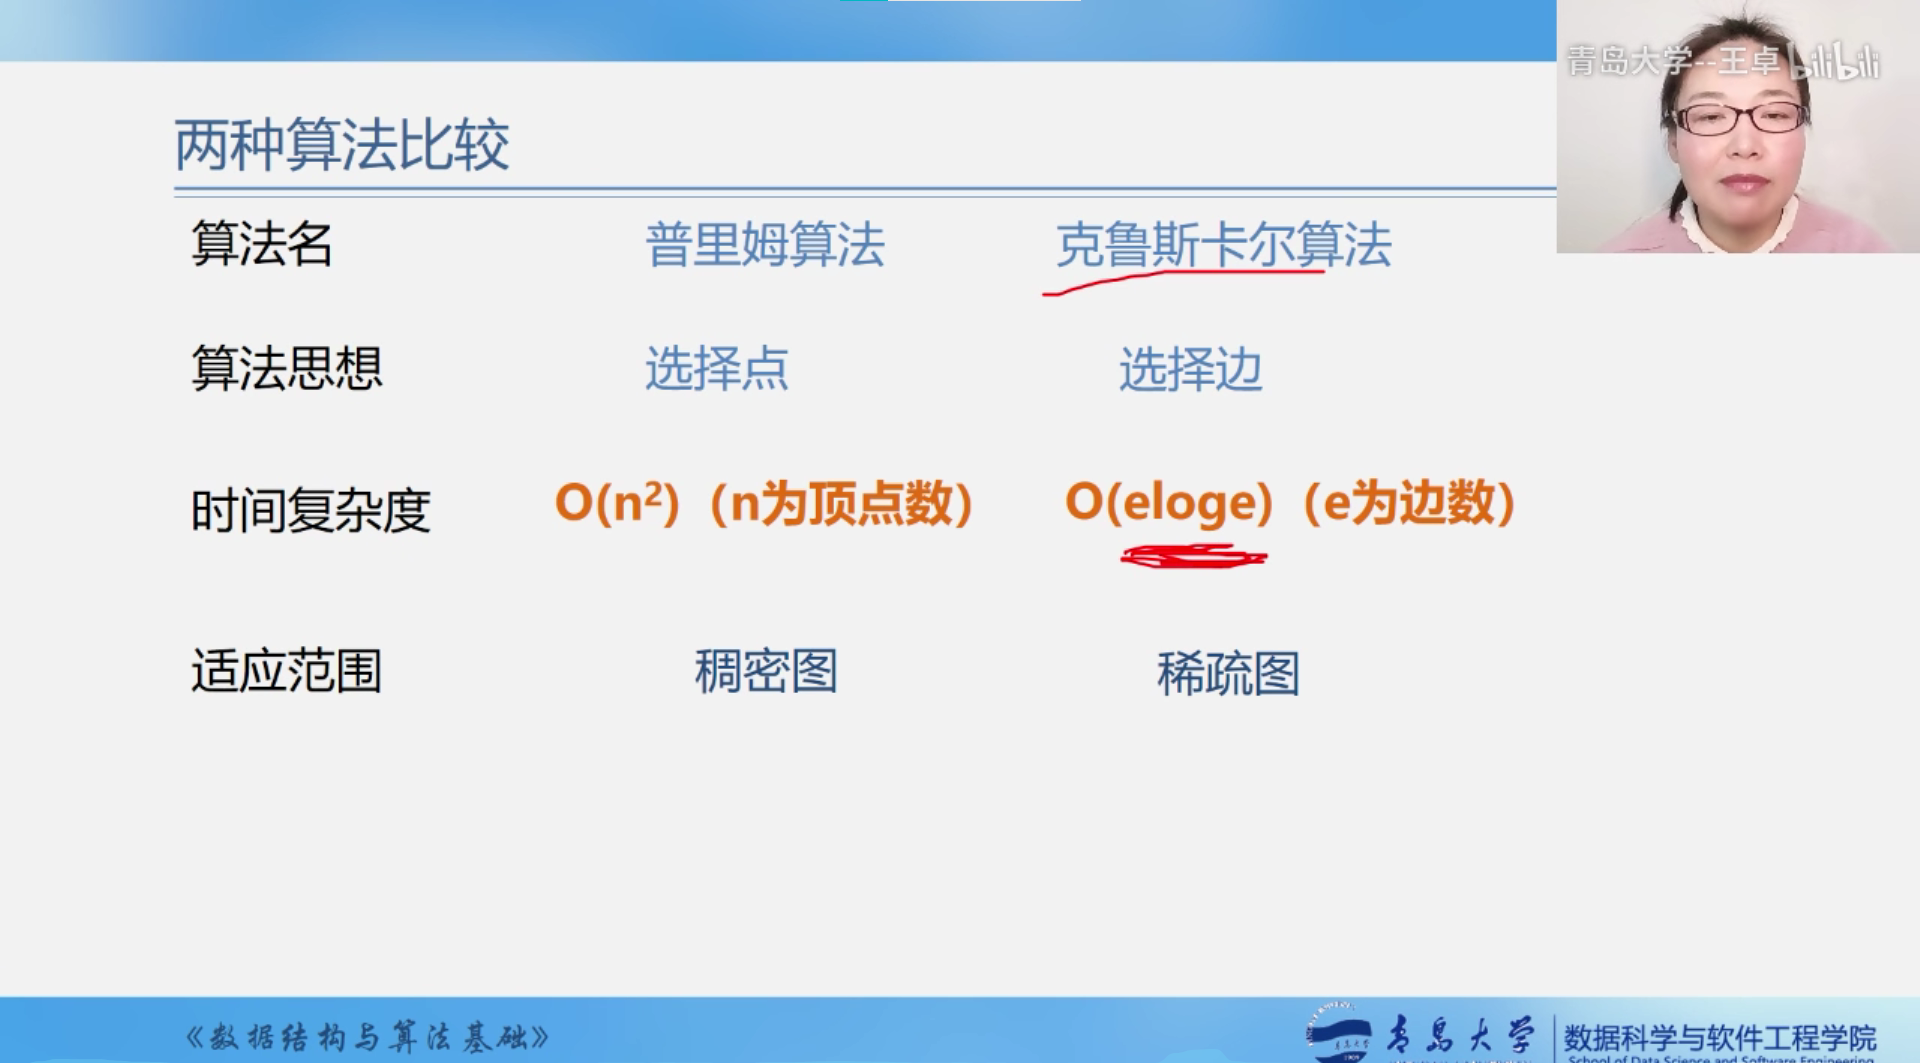 青岛大学--王卓 bilibili
两种算法比较
算法名 普里姆算法 克鲁斯卡尔算法
算法思想 选择点 选择边
时间复杂度 O(n²)（n为顶点数） O(eloge)（e为边数）
适应范围 稠密图 稀疏图
《数据结构与算法基础》
青岛大学 数据科学与软件工程学院
School of Data Science and Software Engineering